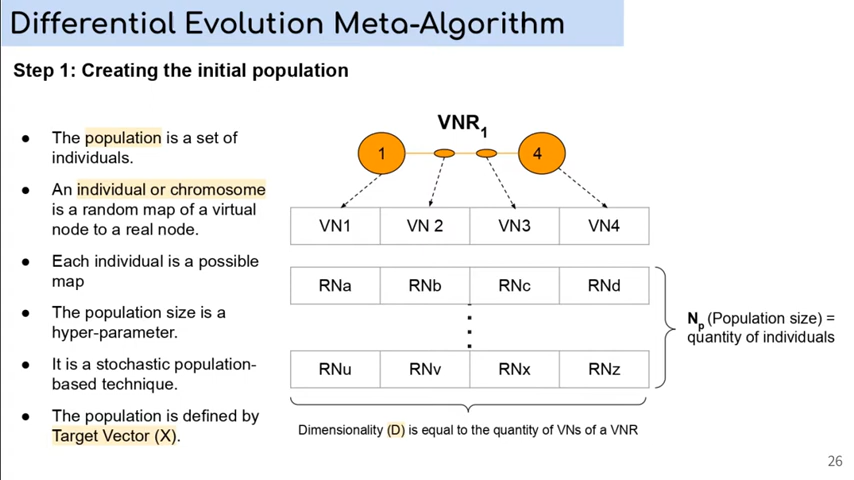 Differential Evolution Meta-Algorithm
Step 1: Creating the initial population
● The population is a set of
individuals.
● An individual or chromosome
is a random map of a virtual
node to a real node.
● Each individual is a possible
map
● The population size is a
hyper-parameter.
● It is a stochastic population-
based technique.
● The population is defined by
Target Vector (X).
VNR1
1 4
VN1 VN 2 VN3 VN4
RNa RNb RNc RNd
RNu RNv RNx RNz
Np (Population size) =
quantity of individuals
Dimensionality (D) is equal to the quantity of VNs of a VNR
26